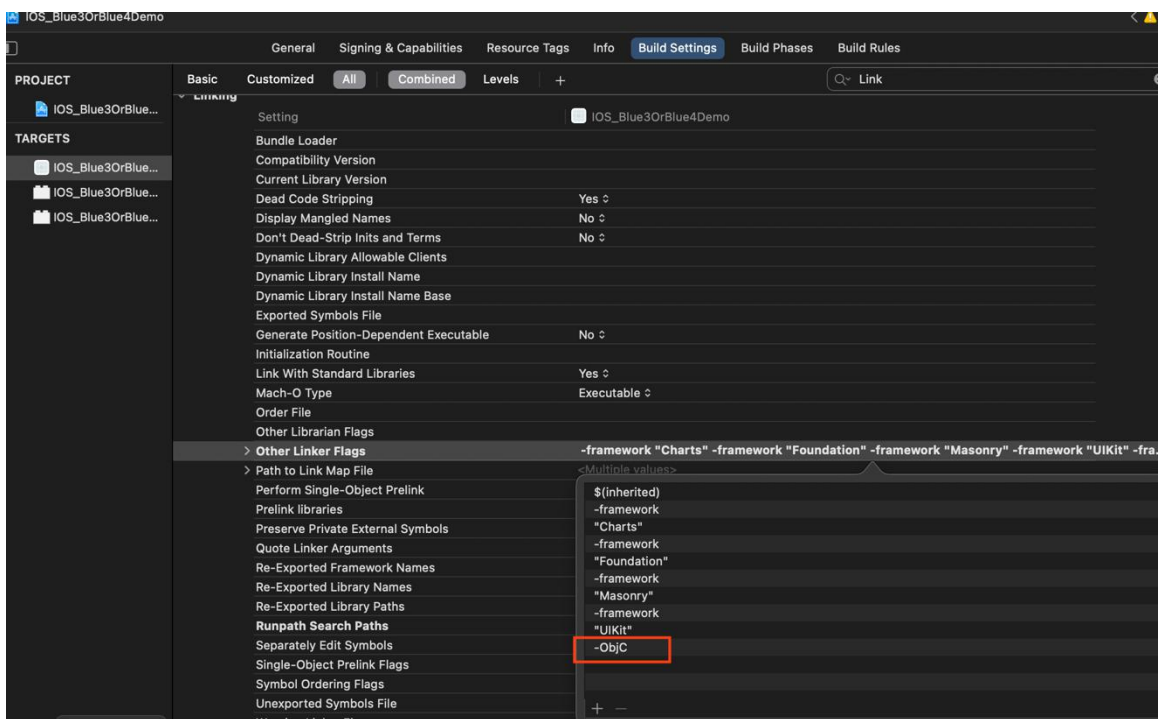 IOS_Blue3OrBlue4Demo
General Signing & Capabilities Resource Tags Info Build Settings Build Phases Build Rules
PROJECT Basic Customized All Combined Levels + Link
IOS_Blue3OrBlue...
Linking
Setting IOS_Blue3OrBlue4Demo
TARGETS
IOS_Blue3OrBlue...
IOS_Blue3OrBlue...
IOS_Blue3OrBlue...
Bundle Loader
Compatibility Version
Current Library Version
Dead Code Stripping Yes
Display Mangled Names No
Don't Dead-Strip Inits and Terms No
Dynamic Library Allowable Clients
Dynamic Library Install Name
Dynamic Library Install Name Base
Exported Symbols File
Generate Position-Dependent Executable No
Initialization Routine
Link With Standard Libraries Yes
Mach-O Type Executable
Order File
Other Librarian Flags
Other Linker Flags -framework "Charts" -framework "Foundation" -framework "Masonry" -framework "UIKit" -fra...
Path to Link Map File <Multiple values>
Perform Single-Object Prelink
Prelink libraries
Preserve Private External Symbols
Quote Linker Arguments
Re-Exported Framework Names
Re-Exported Library Names
Re-Exported Library Paths
Runpath Search Paths
Separately Edit Symbols
Single-Object Prelink Flags
Symbol Ordering Flags
Unexported Symbols File
$(inherited)
-framework
"Charts"
-framework
"Foundation"
-framework
"Masonry"
-framework
"UIKit"
-ObjC
+ −